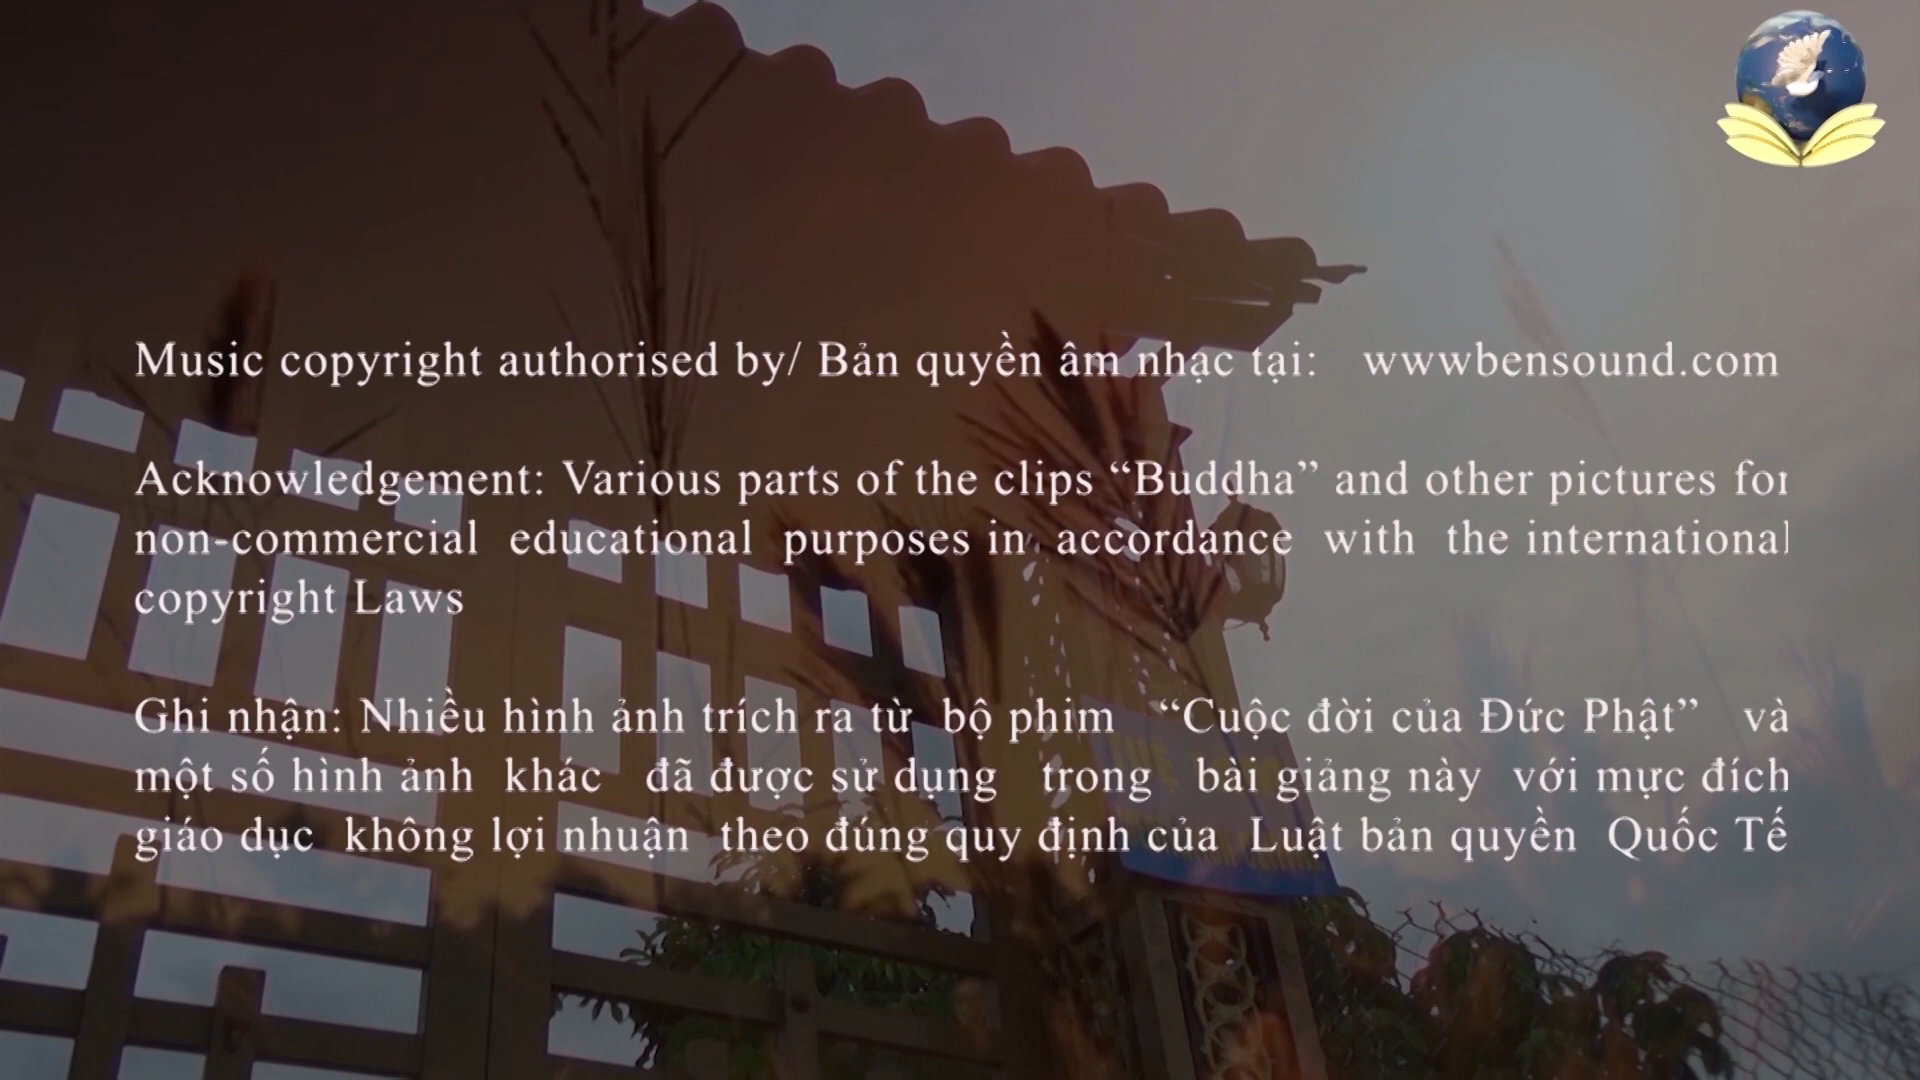 Music copyright authorised by/ Bản quyền âm nhạc tại: wwwbensound.com
Acknowledgement: Various parts of the clips “Buddha” and other pictures for
non-commercial educational purposes in accordance with the international
copyright Laws
Ghi nhận: Nhiều hình ảnh trích ra từ bộ phim “Cuộc đời của Đức Phật” và
một số hình ảnh khác đã được sử dụng trong bài giảng này với mực đích
giáo dục không lợi nhuận theo đúng quy định của Luật bản quyền Quốc Tế